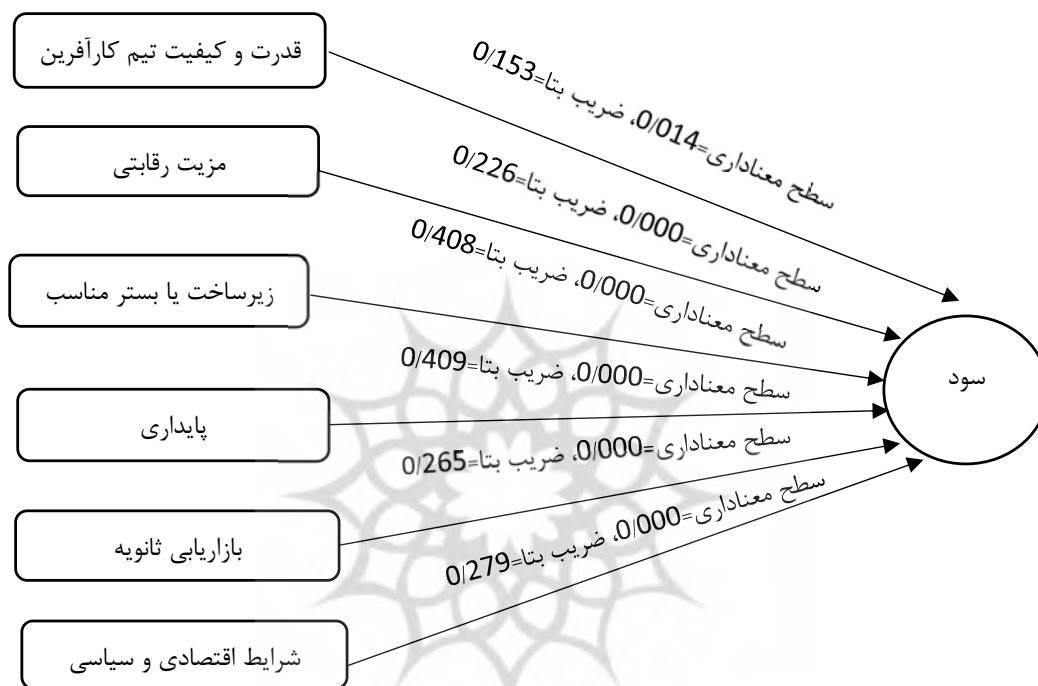 قدرت و کیفیت تیم کارآفرین
سطح معناداری=0/014، ضریب بتا=0/153
مزیت رقابتی
سطح معناداری=0/000، ضریب بتا=0/226
زیرساخت یا بستر مناسب
سطح معناداری=0/000، ضریب بتا=0/408
پایداری
سطح معناداری=0/000، ضریب بتا=0/409
بازاریابی ثانویه
سطح معناداری=0/000، ضریب بتا=0/265
شرایط اقتصادی و سیاسی
سطح معناداری=0/000، ضریب بتا=0/279
سود